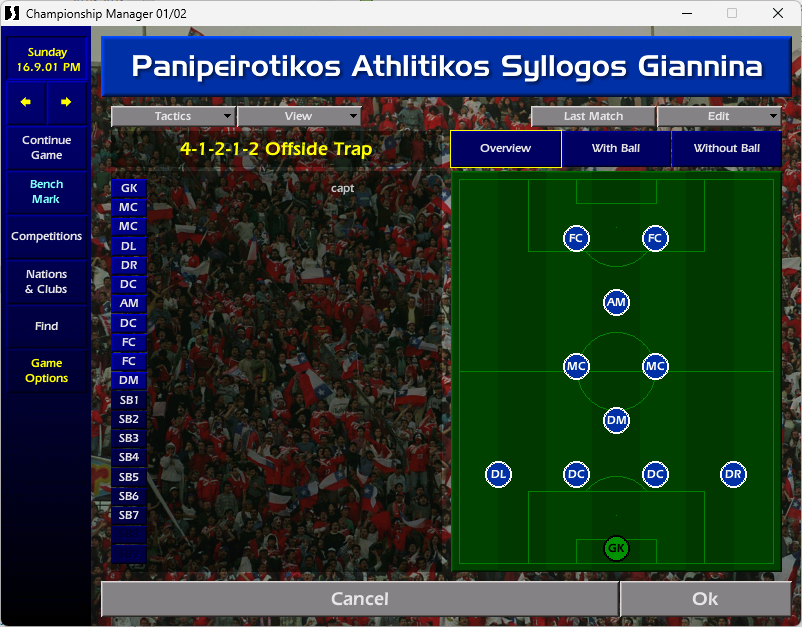 Championship Manager 01/02
Sunday
16.9.01 PM
Continue
Game
Bench
Mark
Competitions
Nations
& Clubs
Find
Game
Options
Panipeirotikos Athlitikos Syllogos Giannina
Tactics
View
Last Match
Edit
4-1-2-1-2 Offside Trap
Overview
With Ball
Without Ball
GK capt
MC
MC
DL
DR
DC
AM
DC
FC
FC
DM
SB1
SB2
SB3
SB4
SB5
SB6
SB7
FC FC
AM
MC MC
DM
DL DC DC DR
GK
Cancel
Ok